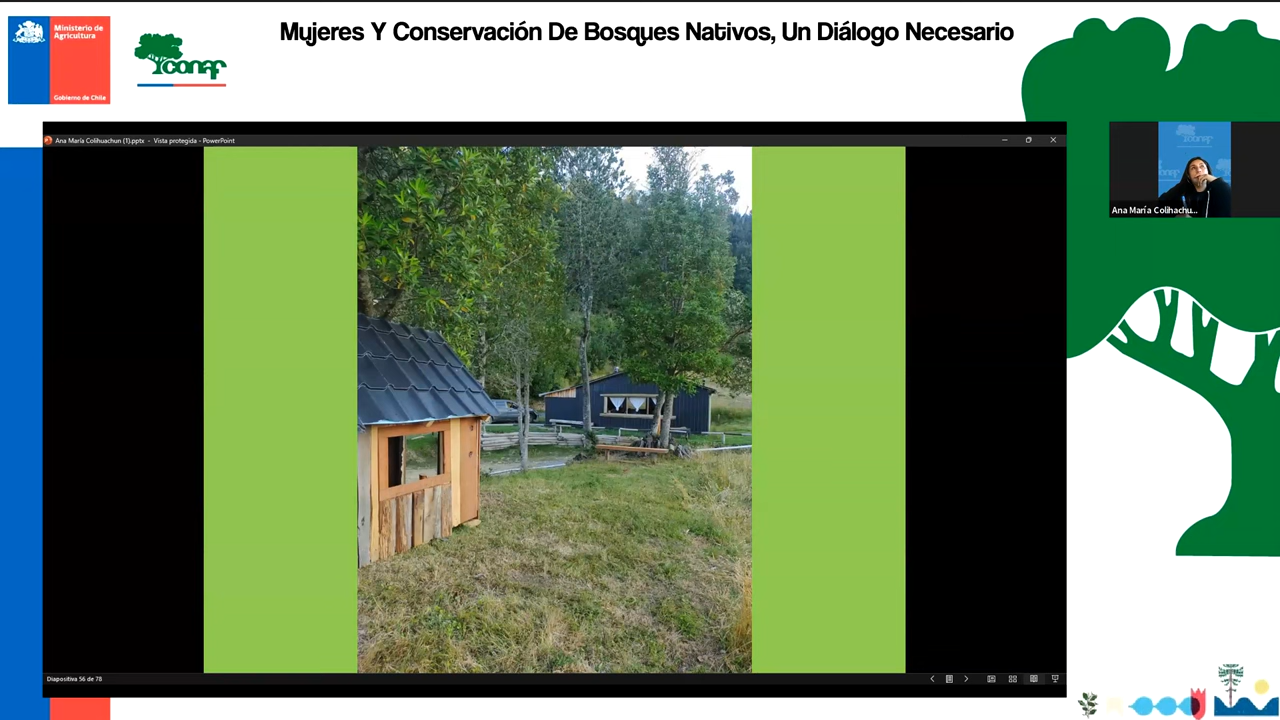 Mujeres Y Conservación De Bosques Nativos, Un Diálogo Necesario
Ministerio de
Agricultura
Gobierno de Chile
conaf
Ana María Colihuachun (1).pptx - Vista protegida - PowerPoint
Ana María Colihachu...
Diapositiva 56 de 78